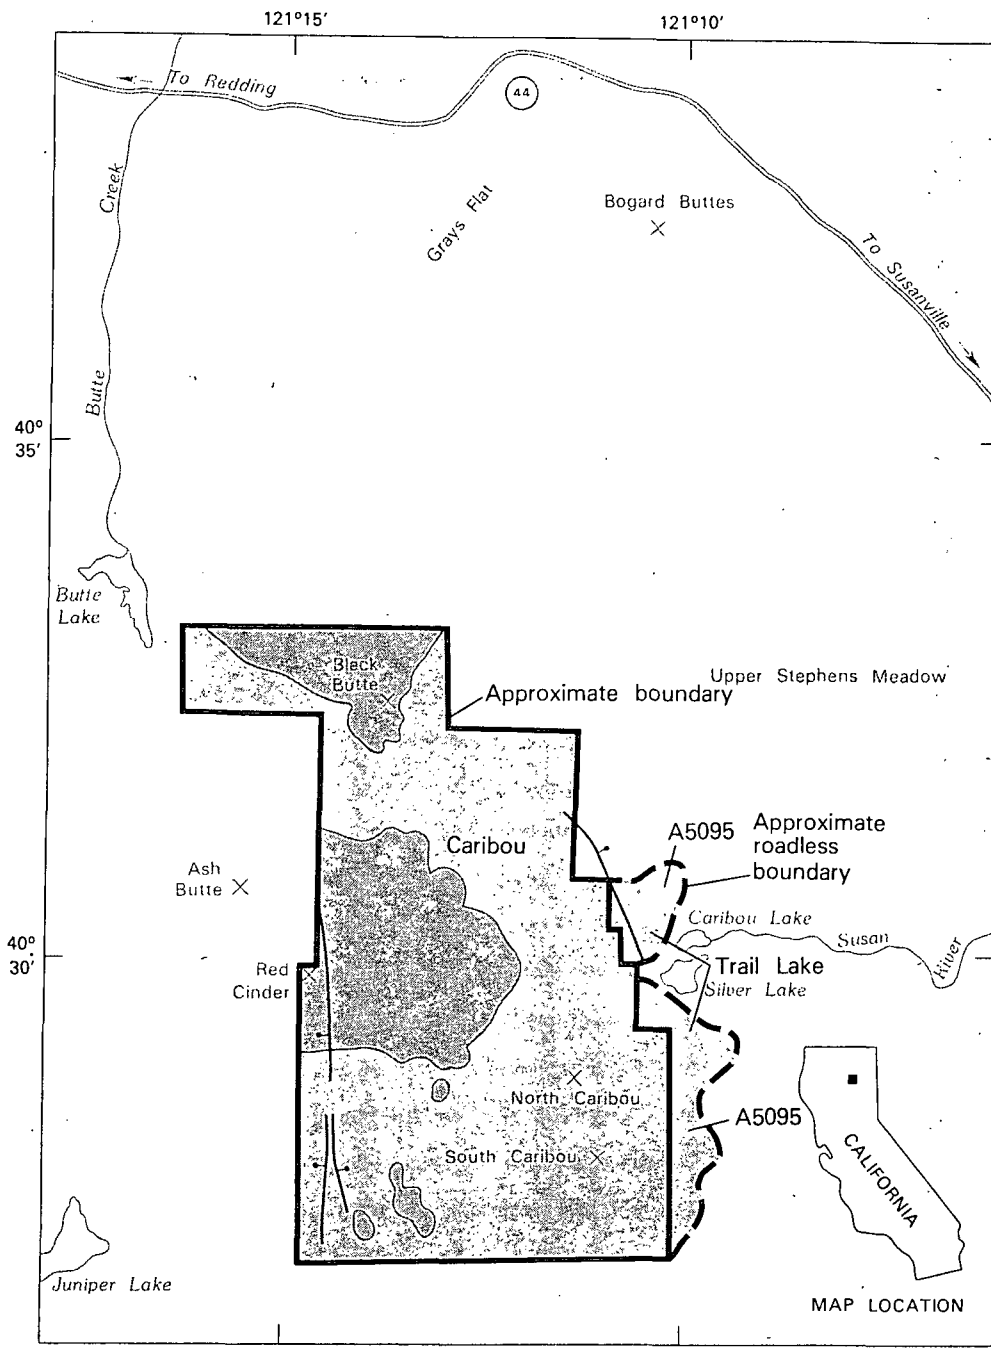 121°15'
121°10'
To Redding
44
Creek
Bogard Buttes
Grays Flat
To Susanville
Butte
40°
35'
Butte
Lake
Black
Butte
Upper Stephens Meadow
Approximate boundary
A5095
Approximate
roadless
boundary
Caribou
Ash
Butte
Caribou Lake
Susan
River
40°
30'
Red
Cinder
Trail Lake
Silver Lake
North Caribou
A5095
South Caribou
CALIFORNIA
Juniper Lake
MAP LOCATION